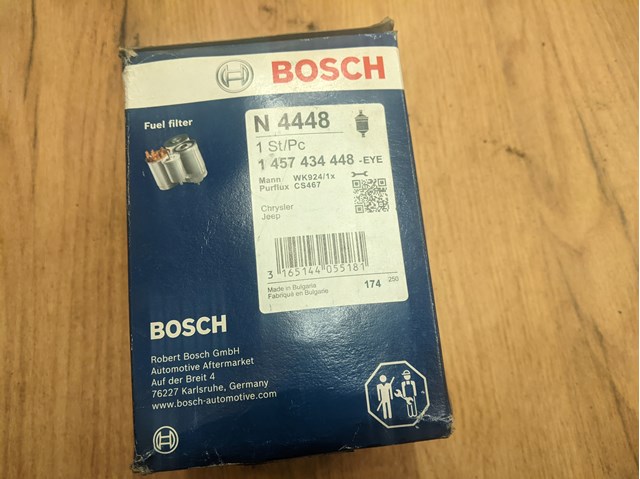 BOSCH
Fuel filter
N 4448
1 St/Pc
1 457 434 448 -EYE
Mann WK924/1x
Purflux CS467
Chrysler
Jeep
3 165144 055181
Made in Bulgaria
Fabriqué en Bulgarie
174 250
BOSCH
Robert Bosch GmbH
Automotive Aftermarket
Auf der Breit 4
76227 Karlsruhe, Germany
www.bosch-automotive.com